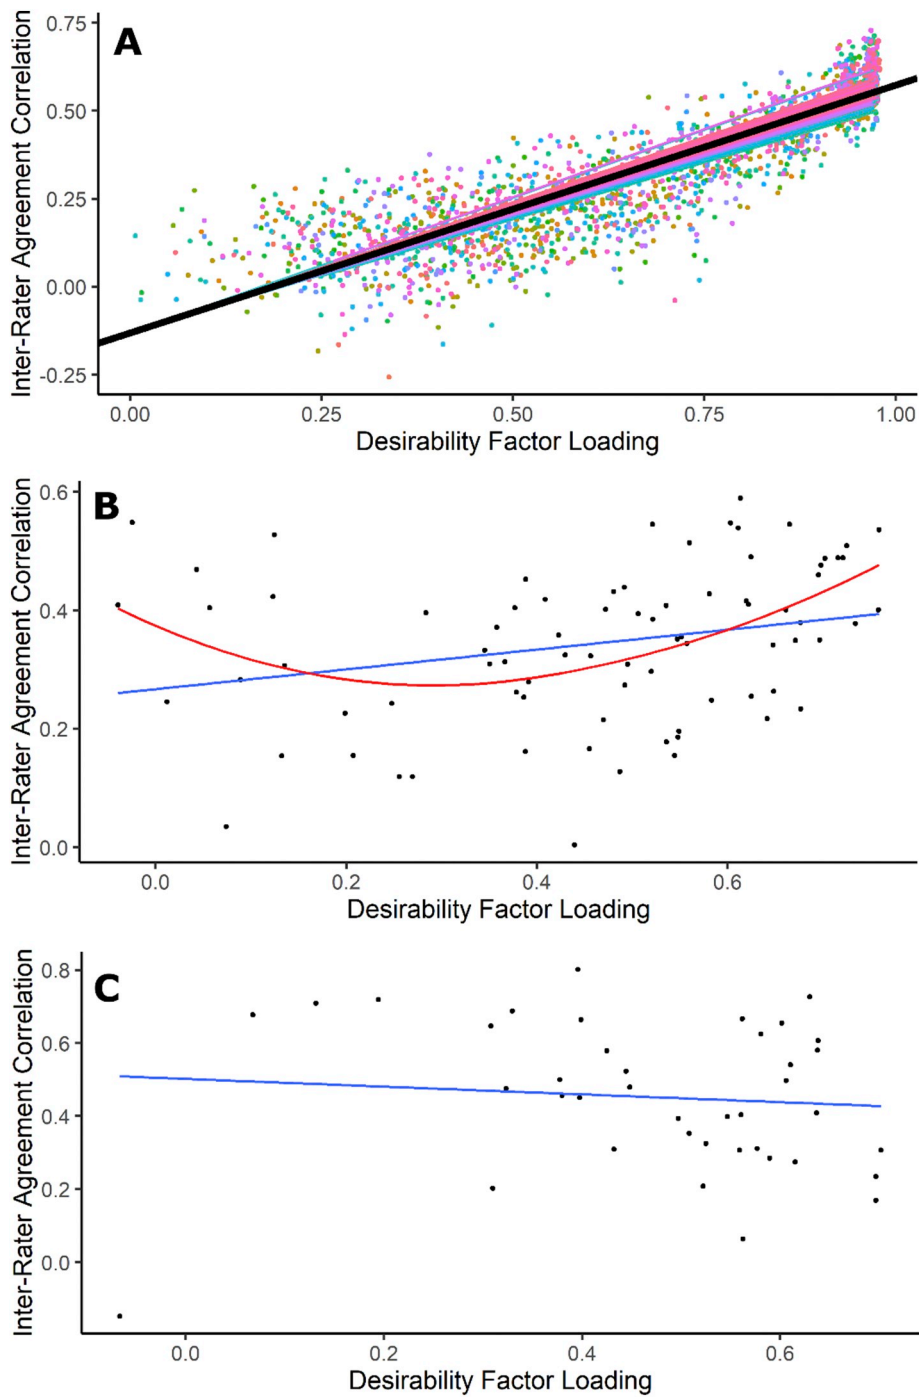 A
Inter-Rater Agreement Correlation
0.75
0.50
0.25
0.00
-0.25
0.00 0.25 0.50 0.75 1.00
Desirability Factor Loading
B
Inter-Rater Agreement Correlation
0.6
0.4
0.2
0.0
0.0 0.2 0.4 0.6
Desirability Factor Loading
C
Inter-Rater Agreement Correlation
0.8
0.6
0.4
0.2
0.0
0.0 0.2 0.4 0.6
Desirability Factor Loading